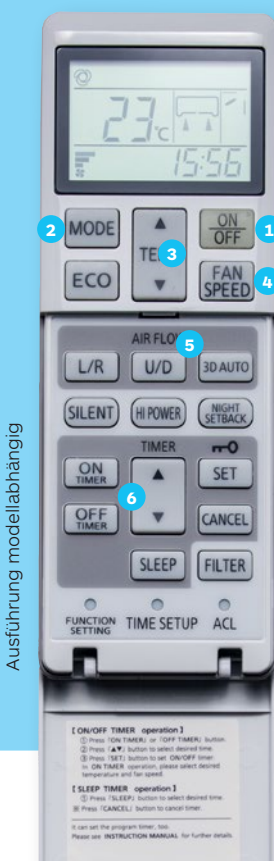 23°C
15:56
2 MODE
ON
OFF 1
TE 3
ECO
FAN
SPEED 4
AIR FLO 5
L/R U/D 3D AUTO
SILENT HI POWER NIGHT
SETBACK
TIMER
ON
TIMER
SET
6
OFF
TIMER
CANCEL
SLEEP FILTER
FUNCTION
SETTING TIME SETUP ACL
Ausführung modellabhängig
[ ON/OFF TIMER operation ]
① Press「ON TIMER」or「OFF TIMER」button.
② Press「▲▼」button to select desired time.
③ Press「SET」button to set ON/OFF timer.
In ON TIMER operation, please select desired
temperature and fan speed.
[ SLEEP TIMER operation ]
① Press「SLEEP」button to select desired time.
※ Press「CANCEL」button to cancel timer.
It can set the program timer, too.
Please see INSTRUCTION MANUAL for further details.